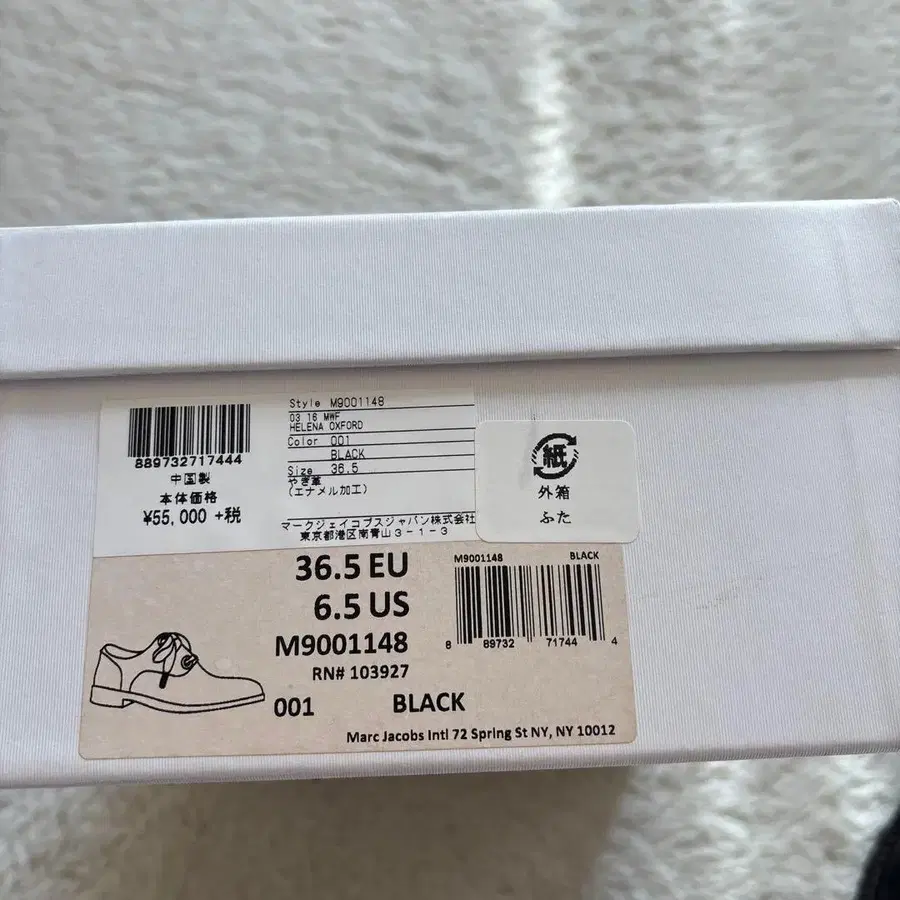 889732717444
中国製
本体価格
¥55,000 +税
Style M9001148
03 16 MWF
HELENA OXFORD
Color 001
BLACK
Size 36.5
やぎ革
(エナメル加工)
マークジェイコブスジャパン株式会社
東京都港区南青山3-1-3
紙
外箱
ふた
36.5 EU
6.5 US
M9001148
RN# 103927
001 BLACK
M9001148 BLACK
8 89732 71744 4
Marc Jacobs Intl 72 Spring St NY, NY 10012